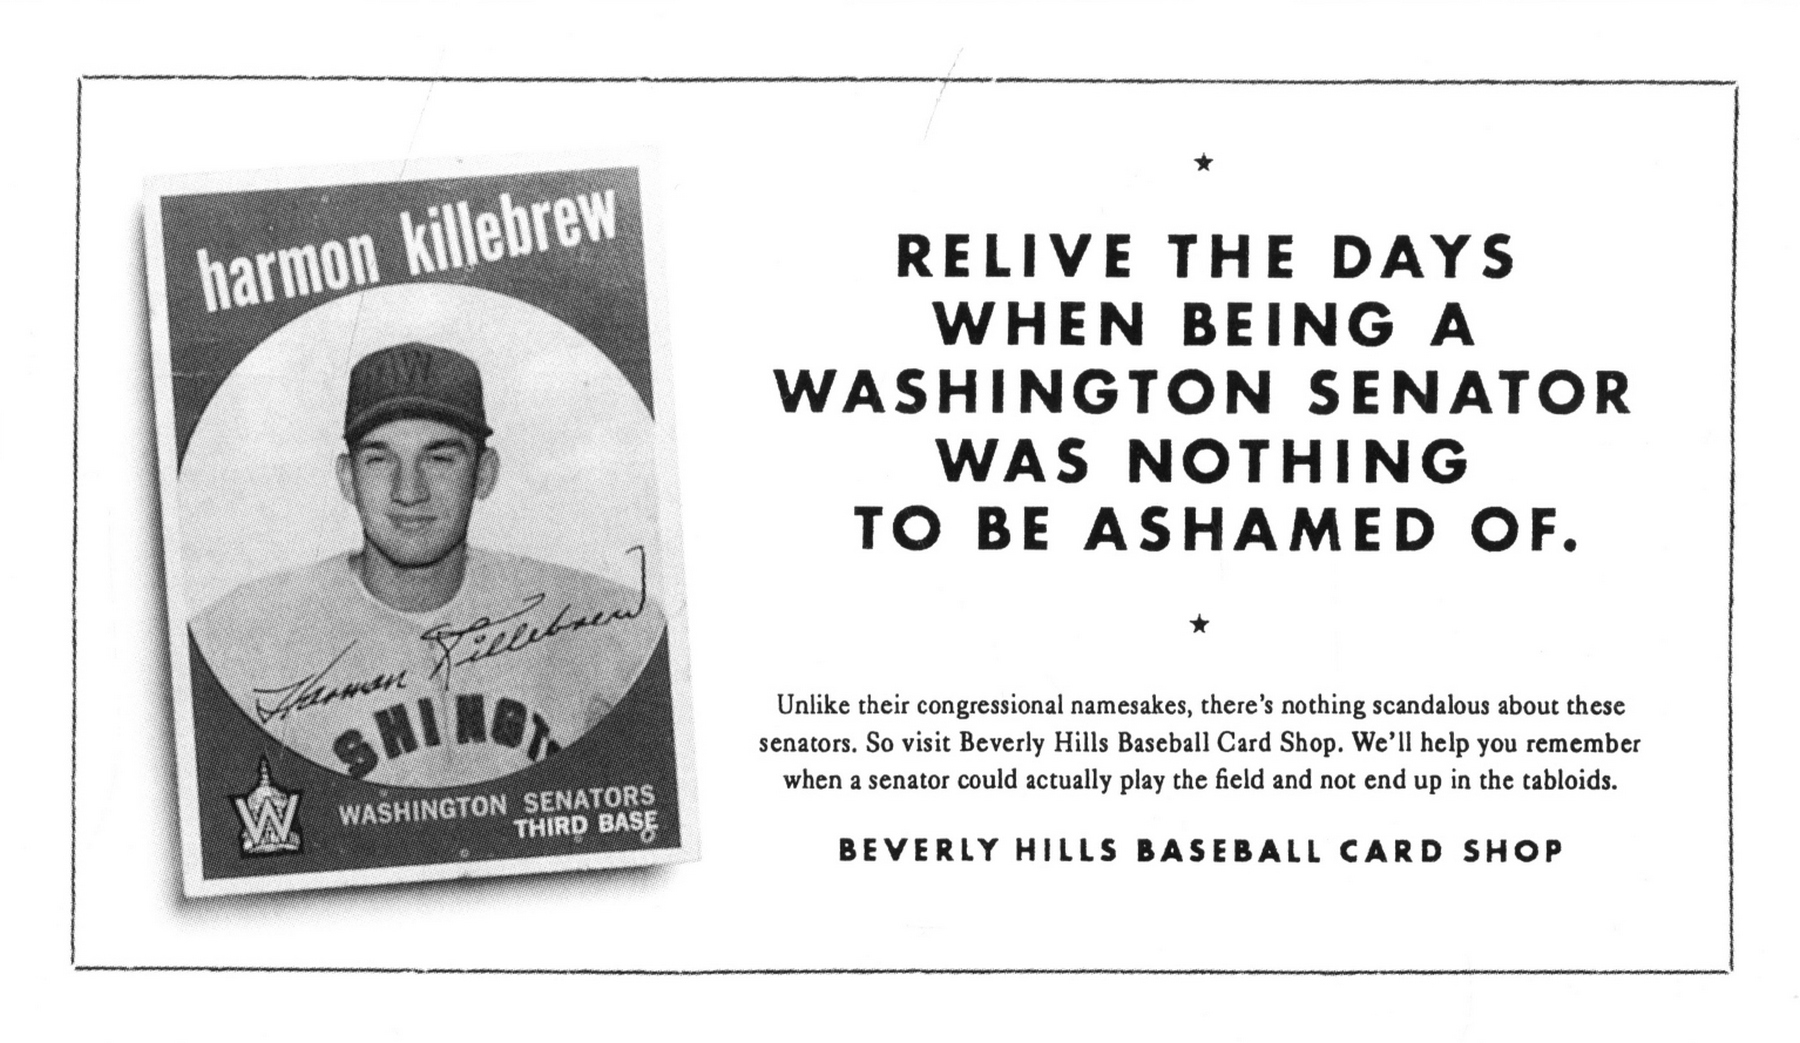 harmon killebrew
W
Harmon Killebrew
SHINGT
W
WASHINGTON SENATORS
THIRD BASE
RELIVE THE DAYS
WHEN BEING A
WASHINGTON SENATOR
WAS NOTHING
TO BE ASHAMED OF.
Unlike their congressional namesakes, there's nothing scandalous about these
senators. So visit Beverly Hills Baseball Card Shop. We'll help you remember
when a senator could actually play the field and not end up in the tabloids.
BEVERLY HILLS BASEBALL CARD SHOP